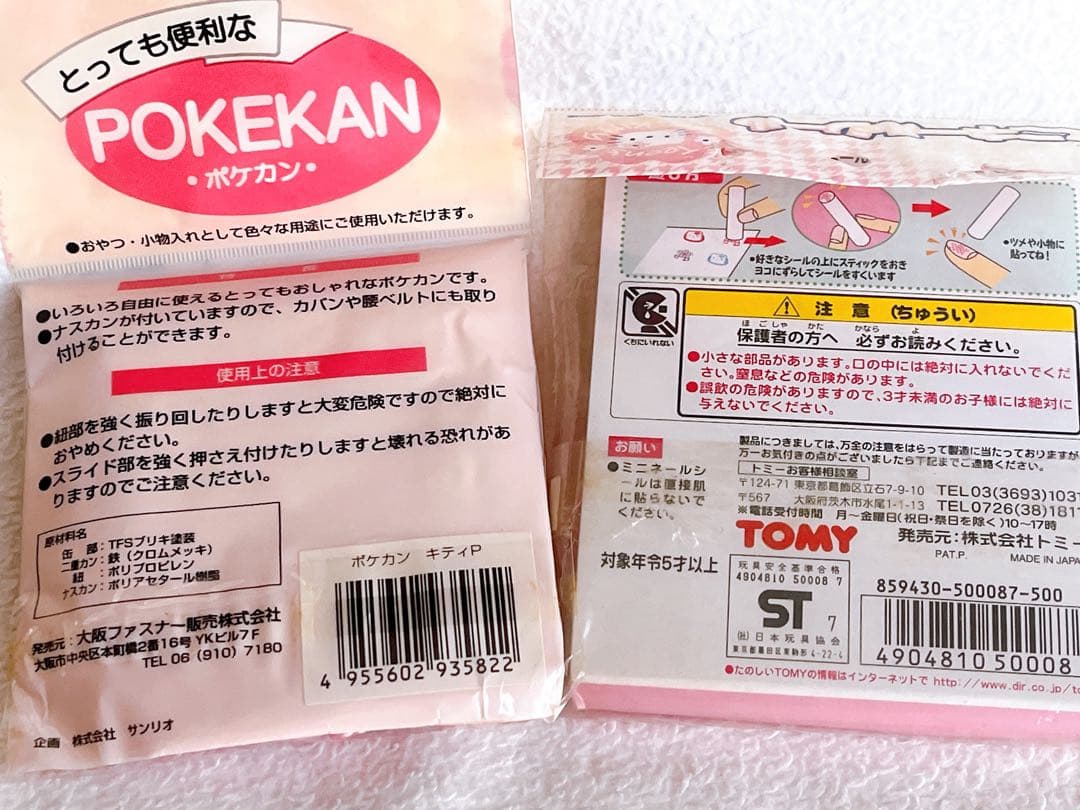 とっても便利な
POKEKAN
・ポケカン・
●おやつ・小物入れとして色々な用途にご使用いただけます。
●いろいろ自由に使えるとってもおしゃれなポケカンです。
●ナスカンが付いていますので、カバンや腰ベルトにも取り
付けることができます。
使用上の注意
●紐部を強く振り回したりしますと大変危険ですので絶対に
おやめください。
●スライド部を強く押さえ付けたりしますと壊れる恐れがあ
りますのでご注意ください。
原材料名
缶部：TFSブリキ塗装
二重カン：鉄（クロムメッキ）
紐：ポリプロピレン
ナスカン：ポリアセタール樹脂
発売元：大阪ファスナー販売株式会社
大阪市中央区本町橋2番16号 YKビル7F
TEL 06 (910) 7180
企画 株式会社 サンリオ
ポケカン キティP
4 955602 935822
●好きなシールの上にスティックをおき
ヨコにずらしてシールをすくいます
●ツメや小物に
貼ってね！
くちにいれない
注意（ちゅうい）
保護者の方へ 必ずお読みください。
ほごしゃ かた かなら よ
●小さな部品があります。口の中には絶対に入れないでくだ
さい。窒息などの危険があります。
●誤飲の危険がありますので、3才未満のお子様には絶対に
与えないでください。
お願い
●ミニネールシ
ールは直接肌
に貼らないで
ください。
製品につきましては、万全の注意をはらって製造に当たっておりますが
万一お気付きの点がございましたら下記までご連絡ください。
トミーお客様相談室
〒124-71 東京都葛飾区立石7-9-10 TEL03(3693)1031
〒567 大阪府茨木市水尾1-1-13 TEL0726(38)181
※電話受付時間 月～金曜日(祝日・祭日を除く)10～17時
TOMY
発売元：株式会社トミー
PAT.P. MADE IN JAPA
対象年令5才以上
玩具安全基準合格
4904810 50008 7
ST 7
(社)日本玩具協会
東京都墨田区東駒形 4-22-4
859430-500087-500
4904810 50008
●たのしいTOMYの情報はインターネットで http://www.dir.co.jp/to